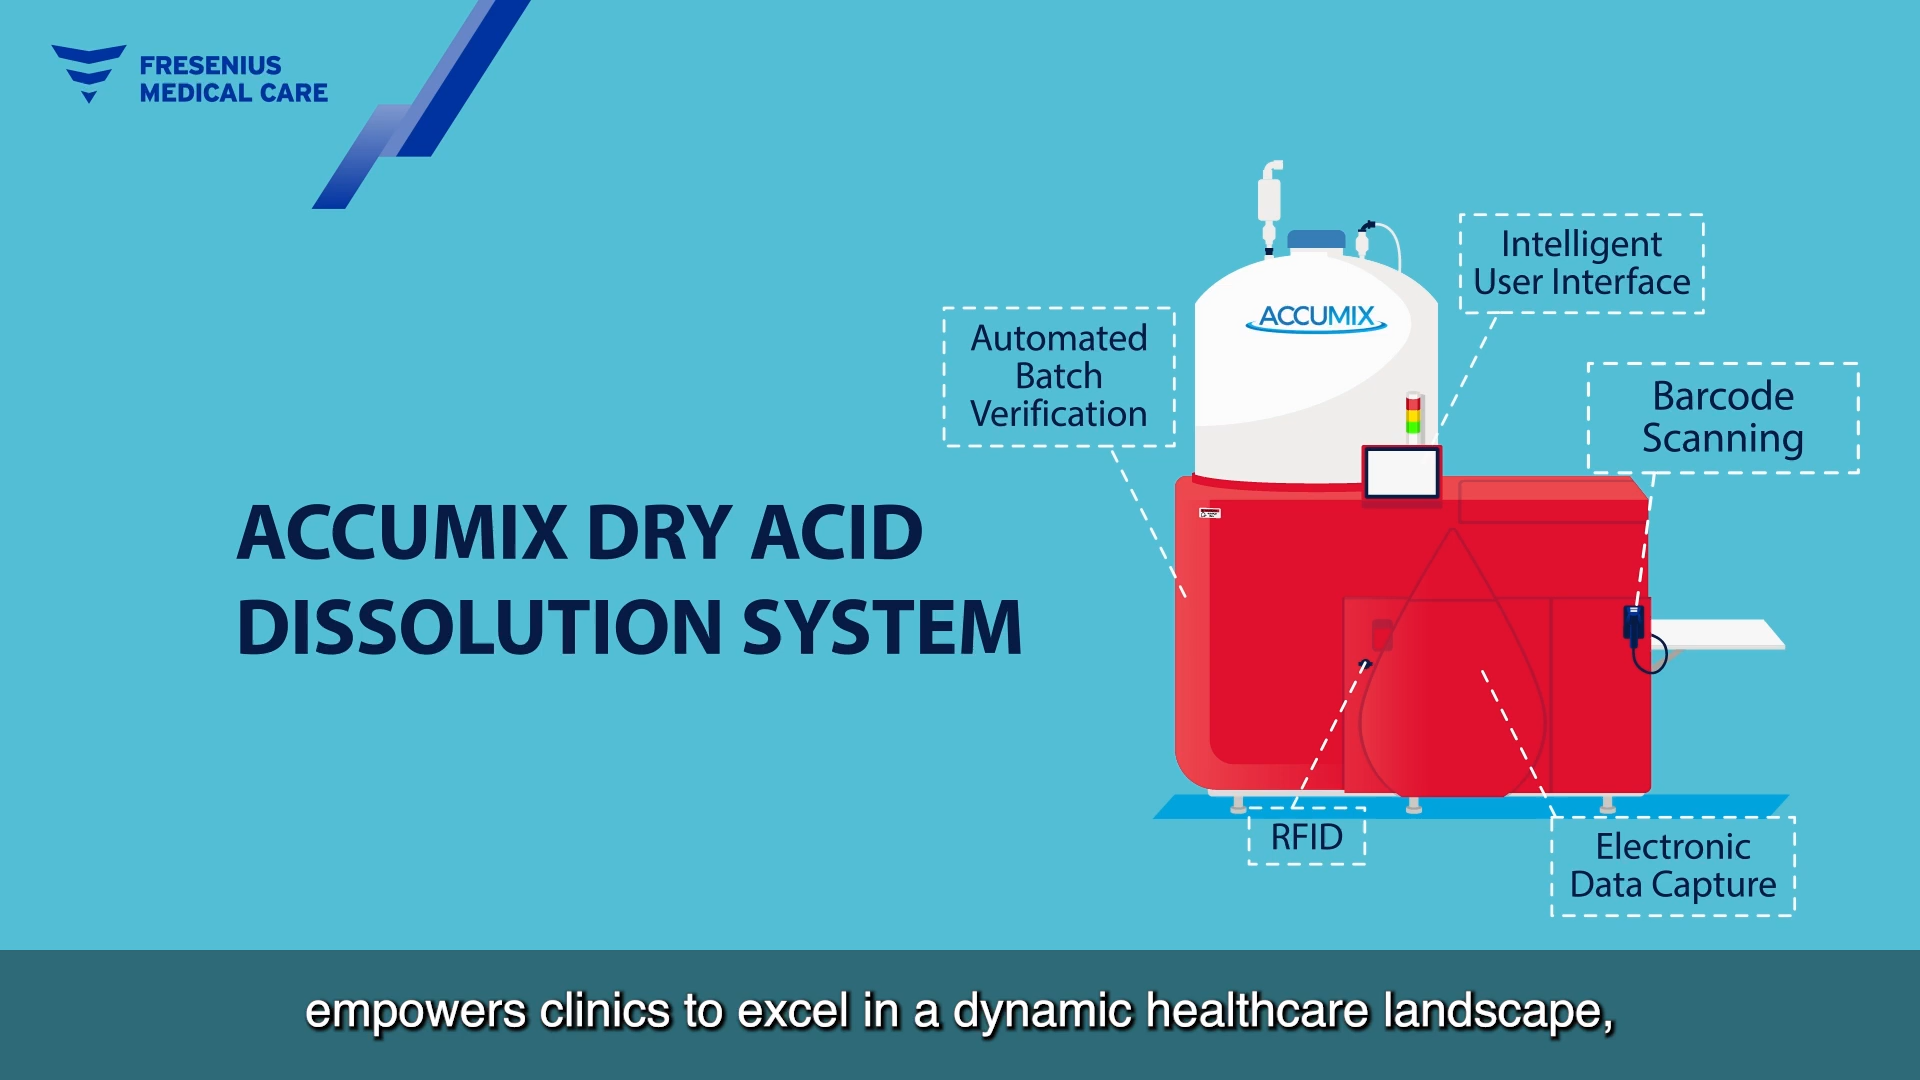 FRESENIUS
MEDICAL CARE
ACCUMIX DRY ACID
DISSOLUTION SYSTEM
Automated
Batch
Verification
ACCUMIX
Intelligent
User Interface
Barcode
Scanning
RFID
Electronic
Data Capture
empowers clinics to excel in a dynamic healthcare landscape,